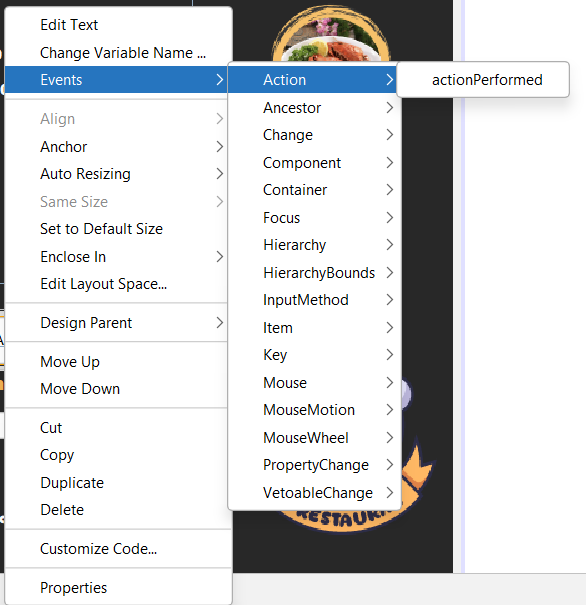 Edit Text
Change Variable Name ...
Events
Align
Anchor
Auto Resizing
Same Size
Set to Default Size
Enclose In
Edit Layout Space...
Design Parent
Move Up
Move Down
Cut
Copy
Duplicate
Delete
Customize Code...
Properties
Action
Ancestor
Change
Component
Container
Focus
Hierarchy
HierarchyBounds
InputMethod
Item
Key
Mouse
MouseMotion
MouseWheel
PropertyChange
VetoableChange
actionPerformed